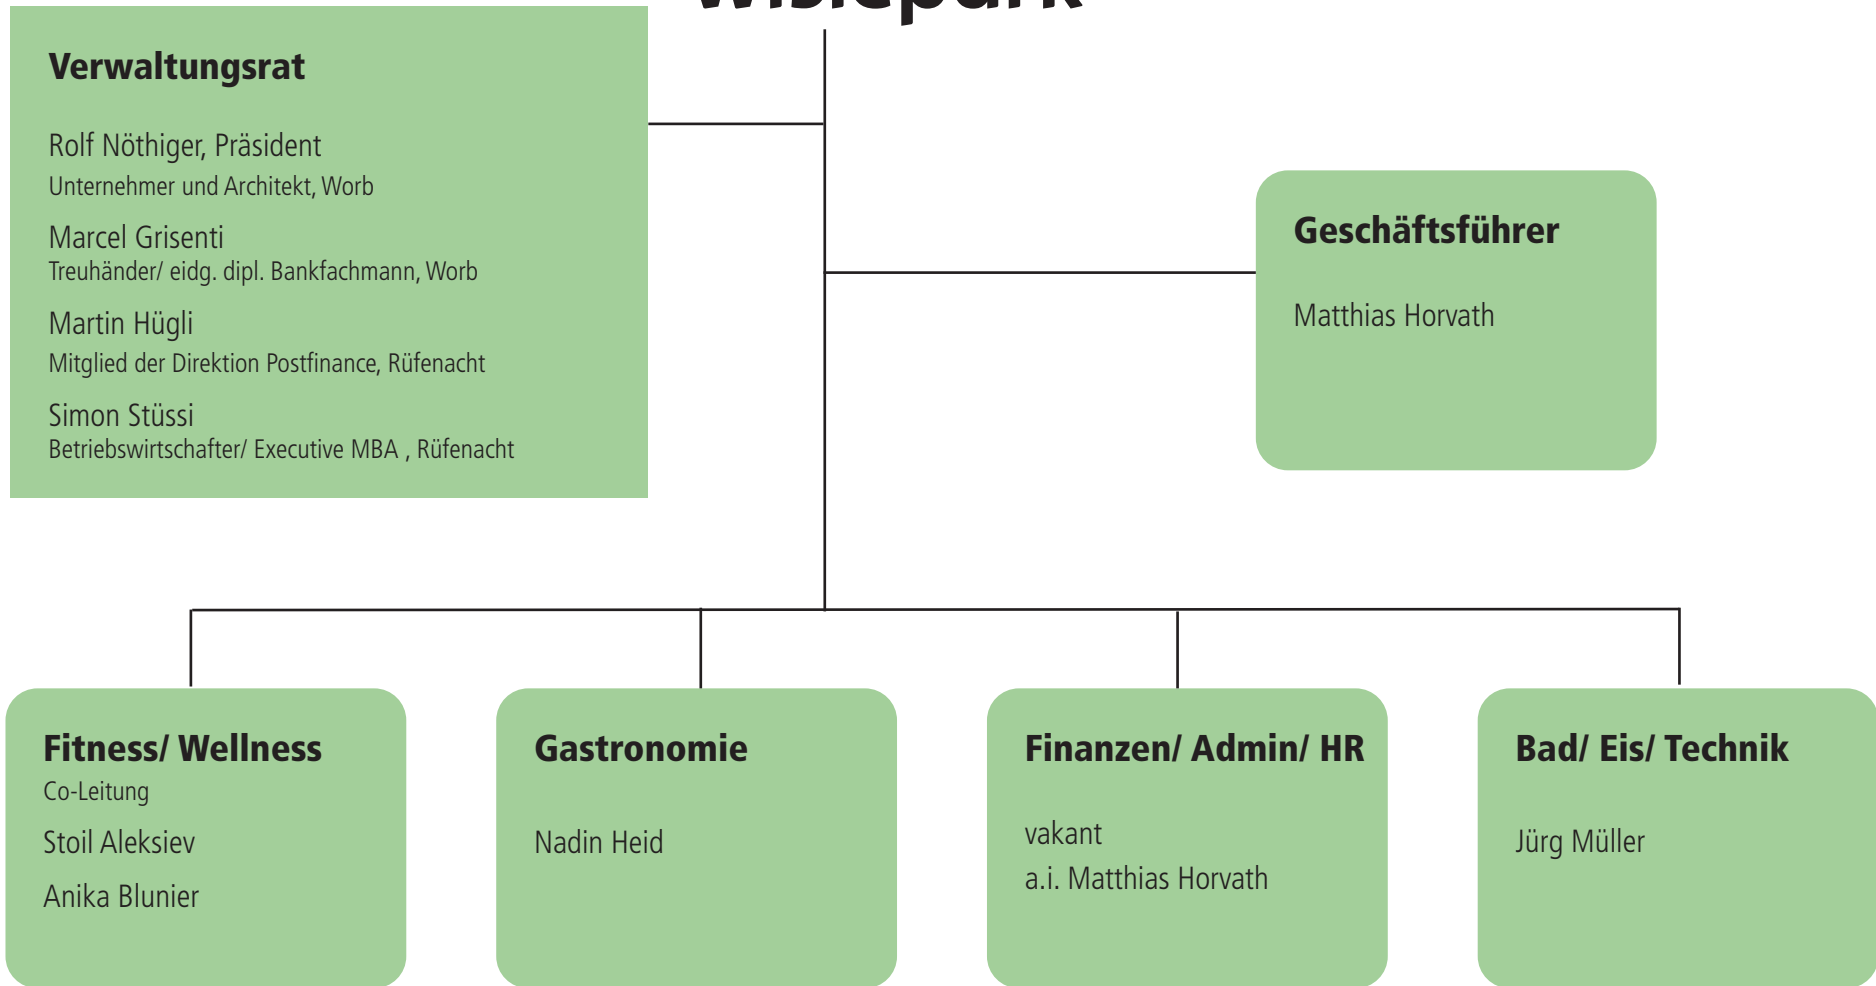 wislepark
Verwaltungsrat
Rolf Nöthiger, Präsident
Unternehmer und Architekt, Worb
Marcel Grisenti
Treuhänder/ eidg. dipl. Bankfachmann, Worb
Martin Hügli
Mitglied der Direktion Postfinance, Rüfenacht
Simon Stüssi
Betriebswirtschafter/ Executive MBA , Rüfenacht
Geschäftsführer
Matthias Horvath
Fitness/ Wellness
Co-Leitung
Stoil Aleksiev
Anika Blunier
Gastronomie
Nadin Heid
Finanzen/ Admin/ HR
vakant
a.i. Matthias Horvath
Bad/ Eis/ Technik
Jürg Müller